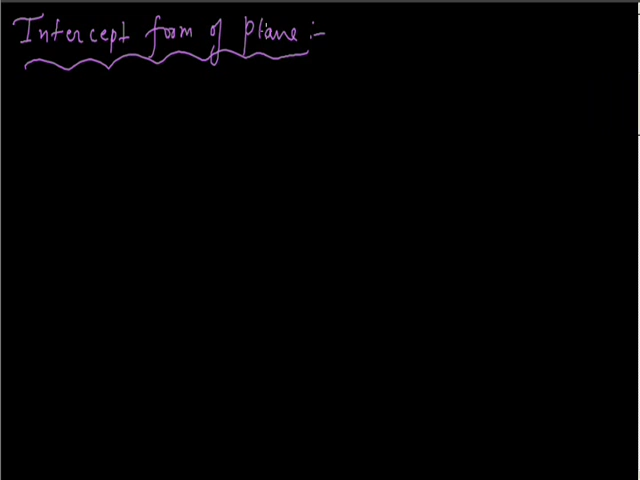 Intercept form of plane :-